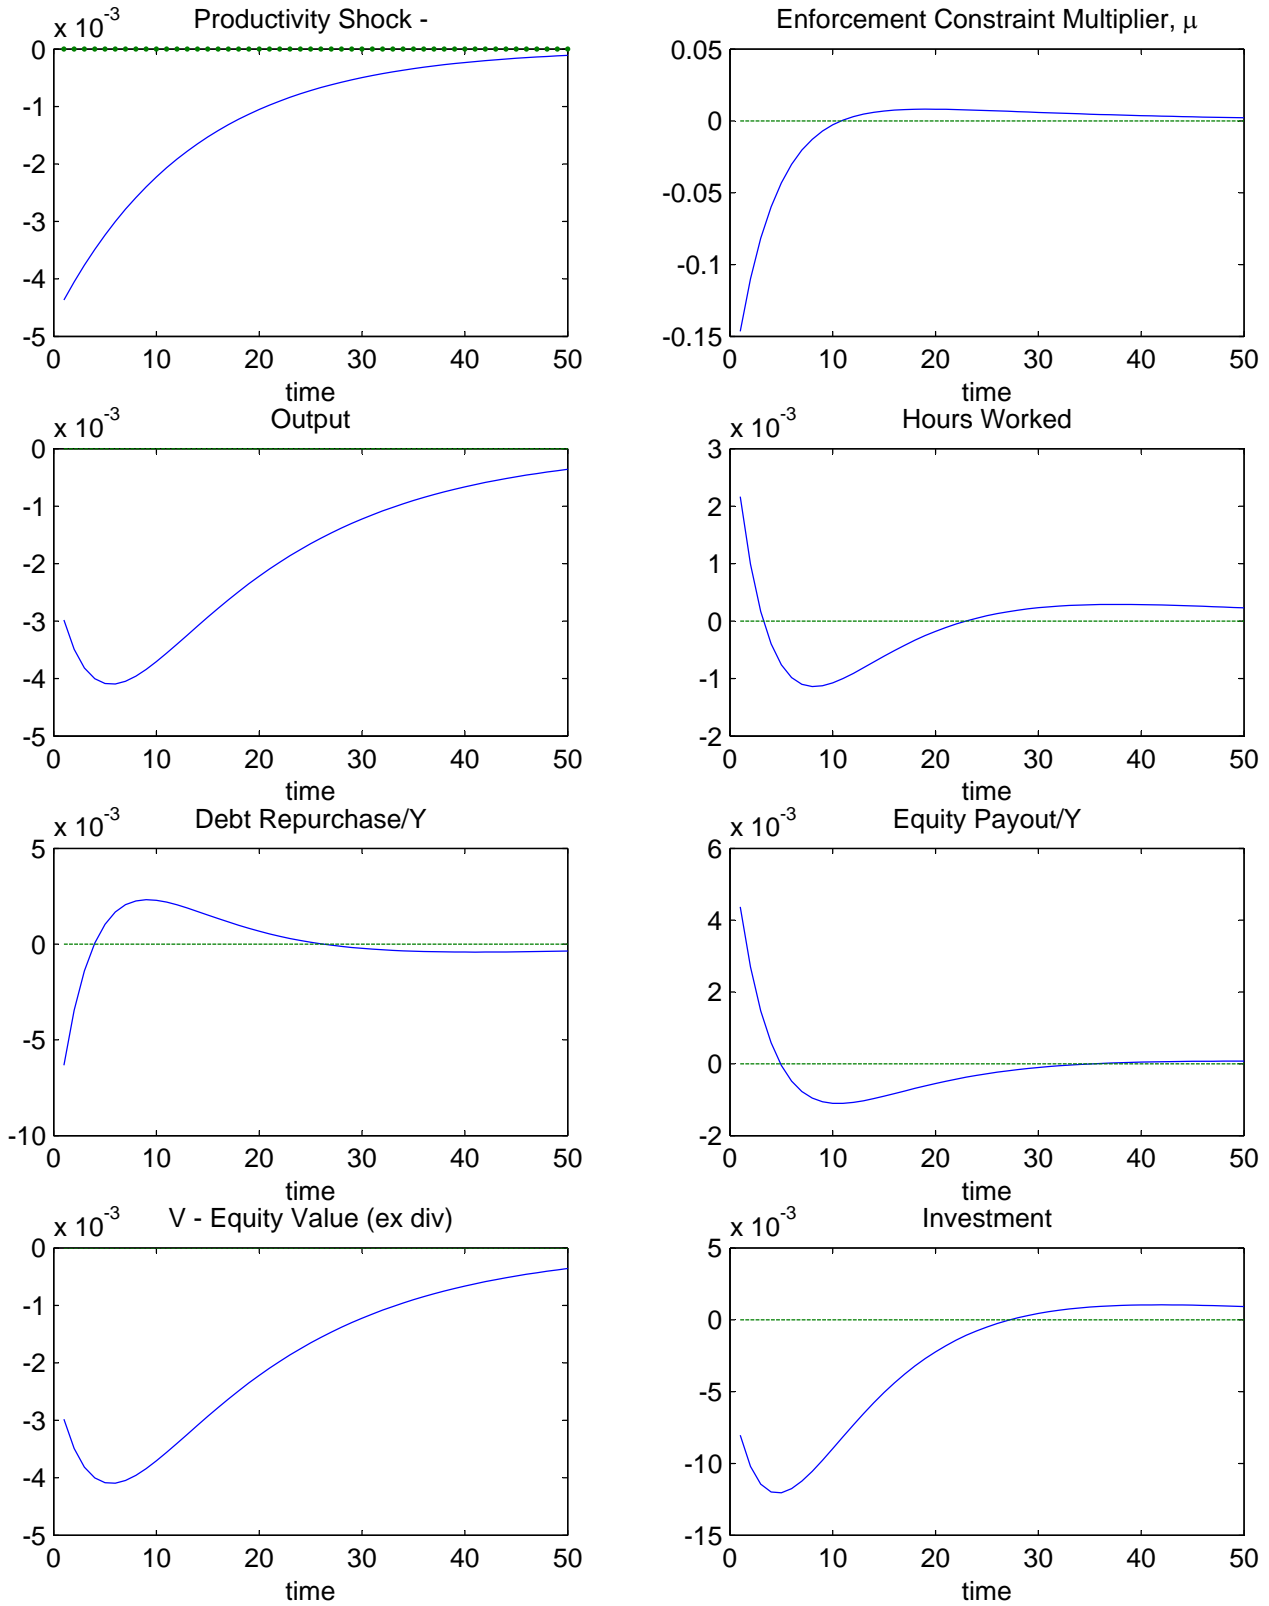 Productivity Shock -
x 10^-3
0
-1
-2
-3
-4
-5
0 10 20 30 40 50
time
Enforcement Constraint Multiplier, μ
0.05
0
-0.05
-0.1
-0.15
0 10 20 30 40 50
time
Output
x 10^-3
0
-1
-2
-3
-4
-5
0 10 20 30 40 50
time
Hours Worked
x 10^-3
3
2
1
0
-1
-2
0 10 20 30 40 50
time
Debt Repurchase/Y
x 10^-3
5
0
-5
-10
0 10 20 30 40 50
time
Equity Payout/Y
x 10^-3
6
4
2
0
-2
0 10 20 30 40 50
time
V - Equity Value (ex div)
x 10^-3
0
-1
-2
-3
-4
-5
0 10 20 30 40 50
time
Investment
x 10^-3
5
0
-5
-10
-15
0 10 20 30 40 50
time